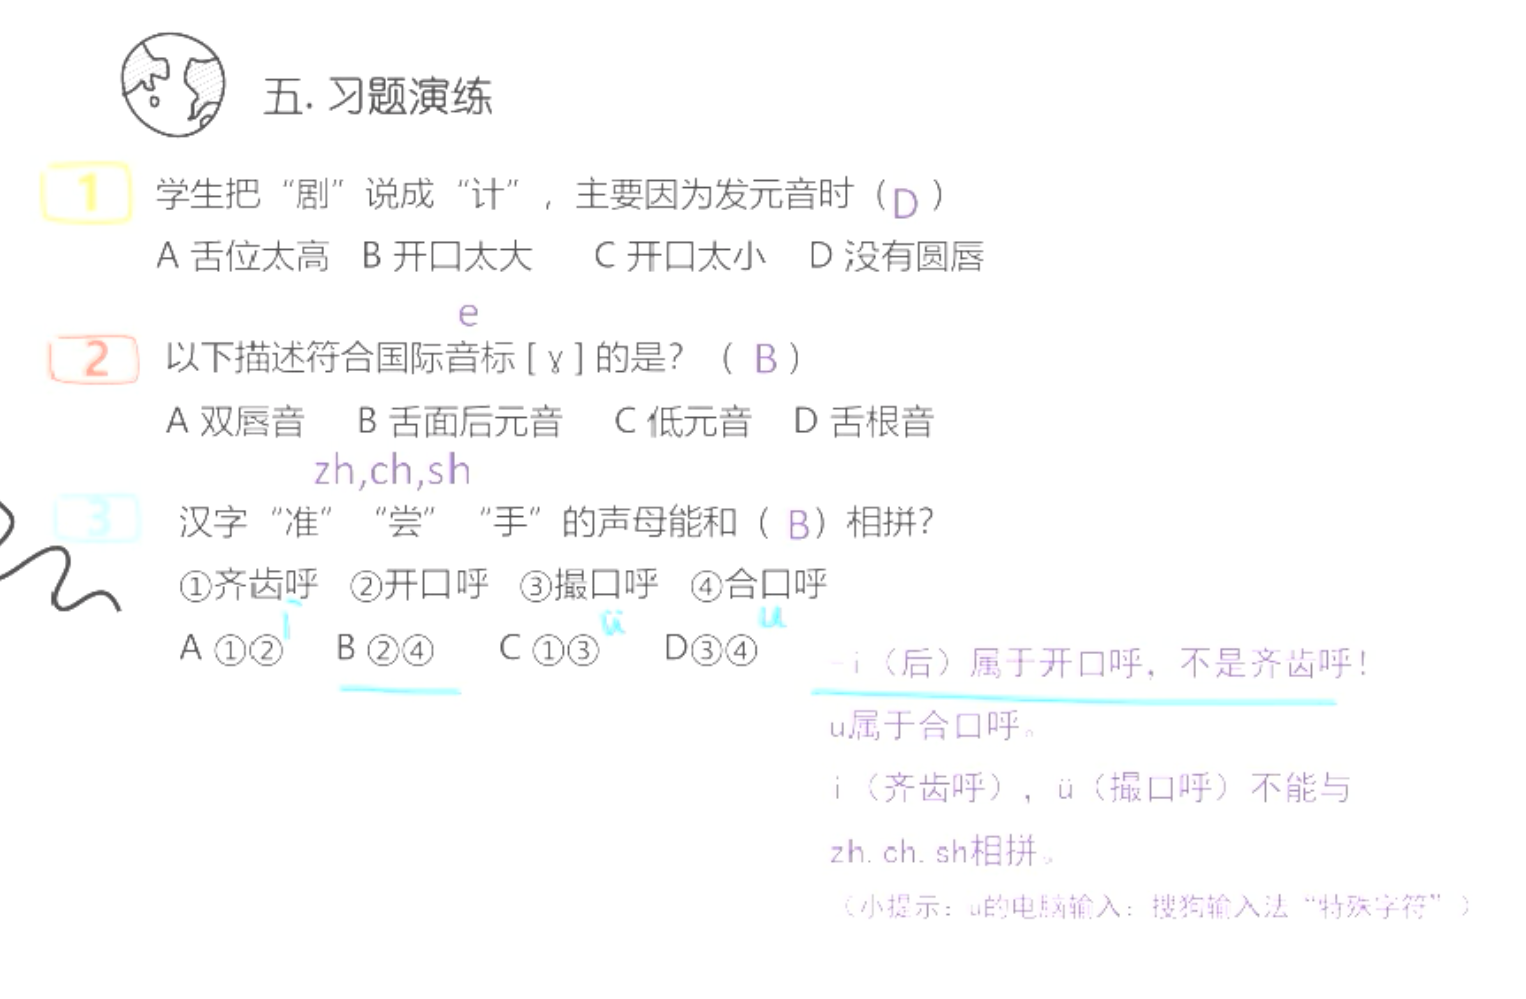 五. 习题演练
1 学生把“剧”说成“计”，主要因为发元音时（D）
A 舌位太高 B 开口太大 C 开口太小 D 没有圆唇
e
2 以下描述符合国际音标 [ɣ] 的是？（B）
A 双唇音 B 舌面后元音 C 低元音 D 舌根音
zh,ch,sh
3 汉字“准”“尝”“手”的声母能和（B）相拼？
①齐齿呼 ②开口呼 ③撮口呼 ④合口呼
i ü u
A ①② B ②④ C ①③ D③④
-i（后）属于开口呼，不是齐齿呼！
u属于合口呼。
i（齐齿呼），ü（撮口呼）不能与
zh. ch. sh相拼。
（小提示：u的电脑输入：搜狗输入法“特殊字符”）